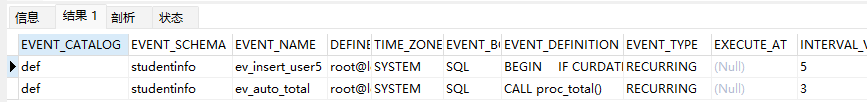 信息 结果 1 剖析 状态
EVENT_CATALOG EVENT_SCHEMA EVENT_NAME DEFINE TIME_ZONE EVENT_BO EVENT_DEFINITION EVENT_TYPE EXECUTE_AT INTERVAL_V
def studentinfo ev_insert_user5 root@l SYSTEM SQL BEGIN IF CURDAT RECURRING (Null) 5
def studentinfo ev_auto_total root@l SYSTEM SQL CALL proc_total() RECURRING (Null) 3